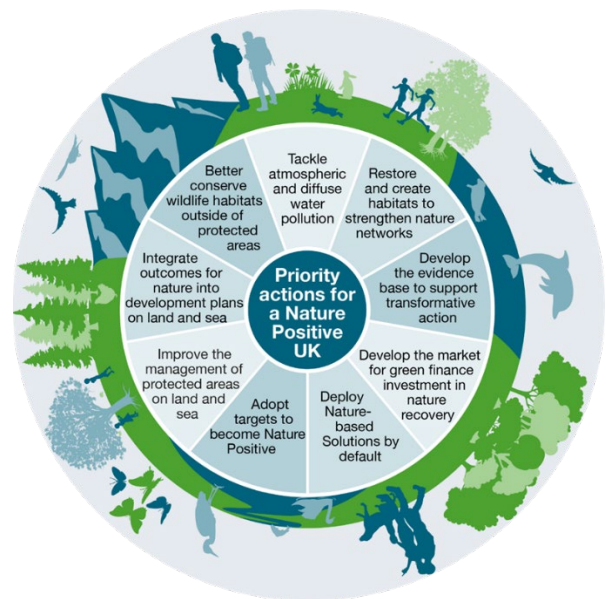 Priority
actions for
a Nature
Positive
UK
Tackle
atmospheric
and diffuse
water
pollution
Restore
and create
habitats to
strengthen nature
networks
Develop
the evidence
base to support
transformative
action
Develop the market
for green finance
investment in
nature
recovery
Deploy
Nature-
based
Solutions by
default
Adopt
targets to
become Nature
Positive
Improve the
management of
protected areas
on land and
sea
Integrate
outcomes for
nature into
development plans
on land and sea
Better
conserve
wildlife habitats
outside of
protected
areas